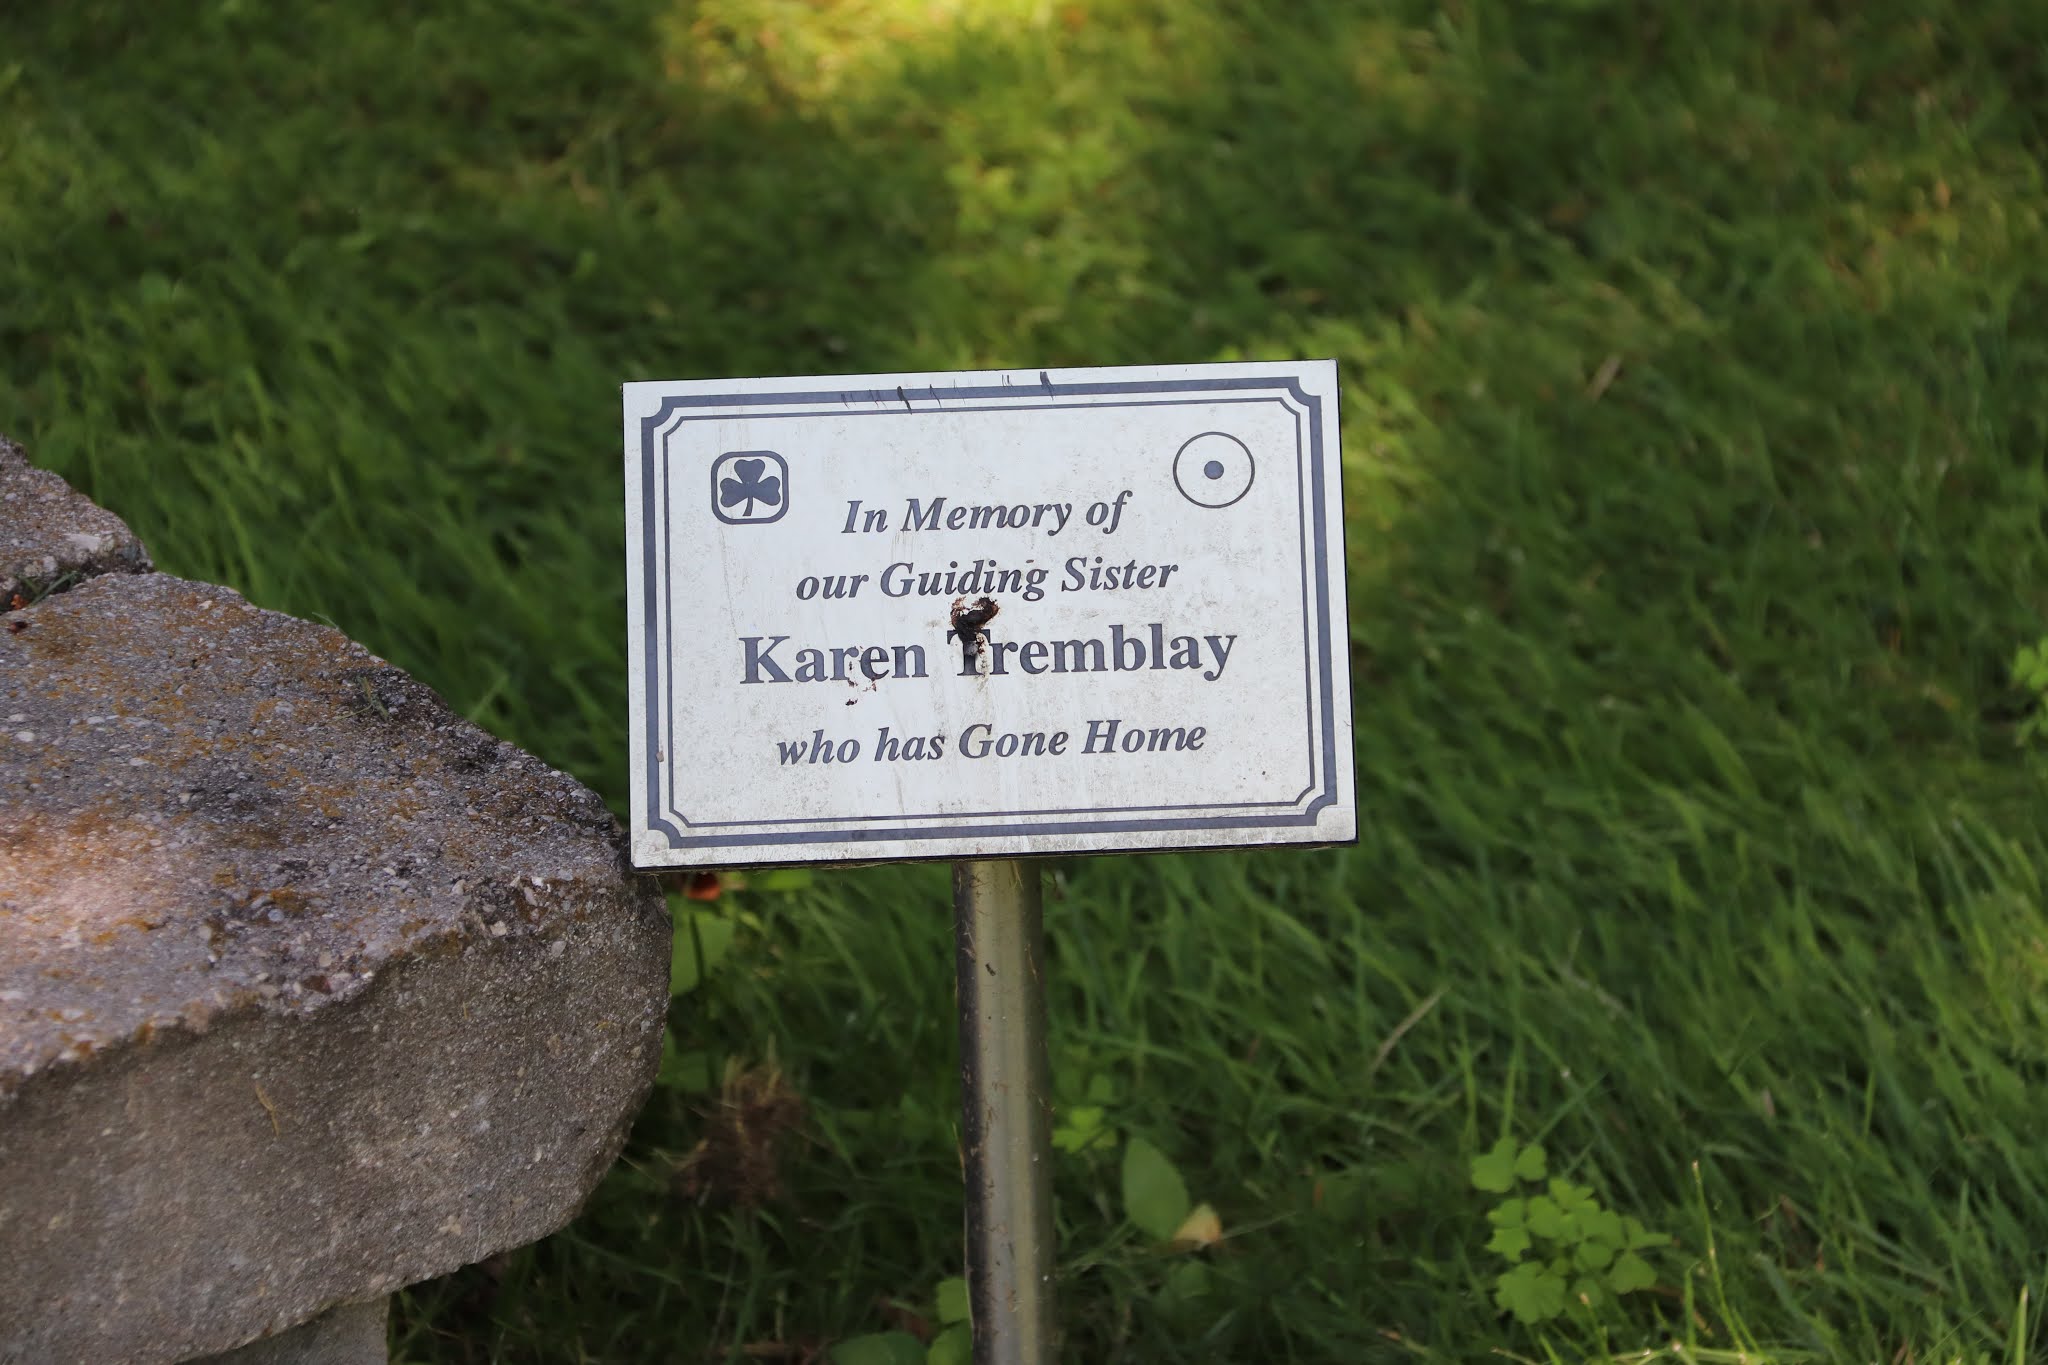 In Memory of
our Guiding Sister
Karen Tremblay
who has Gone Home